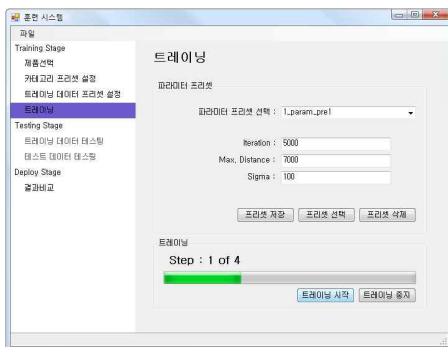 훈련 시스템
파일
Training Stage
제품선택
카테고리 프리셋 설정
트레이닝 데이터 프리셋 설정
트레이닝
Testing Stage
트레이닝 데이터 테스팅
테스트 데이터 테스팅
Deploy Stage
결과비교
트레이닝
파라미터 프리셋
파라미터 프리셋 선택 : 1_param_pre1
Iteration : 5000
Max, Distance : 7000
Sigma : 100
프리셋 저장 프리셋 선택 프리셋 삭제
트레이닝
Step : 1 of 4
트레이닝 시작 트레이닝 중지